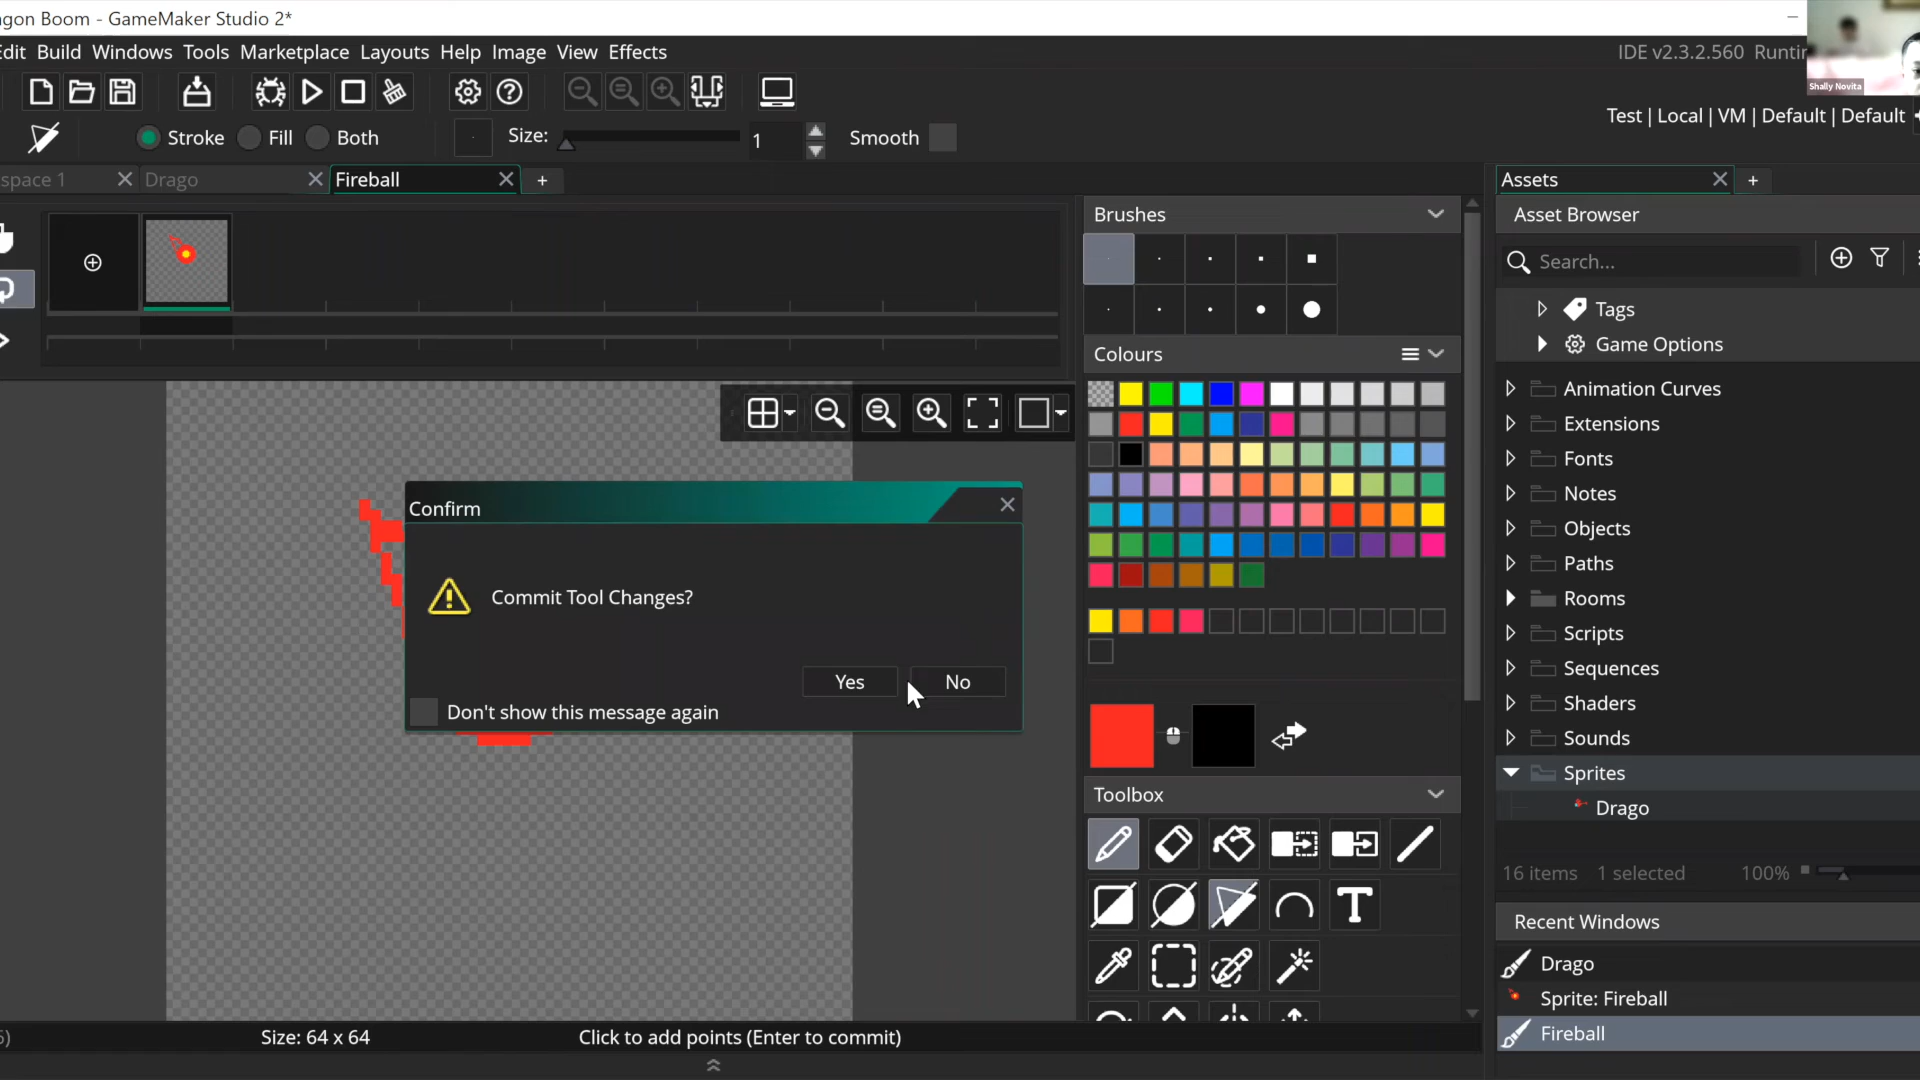 agon Boom - GameMaker Studio 2*
Edit Build Windows Tools Marketplace Layouts Help Image View Effects
IDE v2.3.2.560 Runtim
Shally Novita
Test | Local | VM | Default | Default
Stroke Fill Both Size: 1 Smooth
space 1 Drago Fireball +
Assets +
Brushes
Asset Browser
Search...
Tags
Game Options
Colours
Animation Curves
Extensions
Fonts
Notes
Objects
Paths
Rooms
Scripts
Sequences
Shaders
Sounds
Sprites
Drago
Confirm
Commit Tool Changes?
Yes No
Don't show this message again
Toolbox
T
16 items 1 selected 100%
Recent Windows
Drago
Sprite: Fireball
Fireball
Size: 64 x 64 Click to add points (Enter to commit)